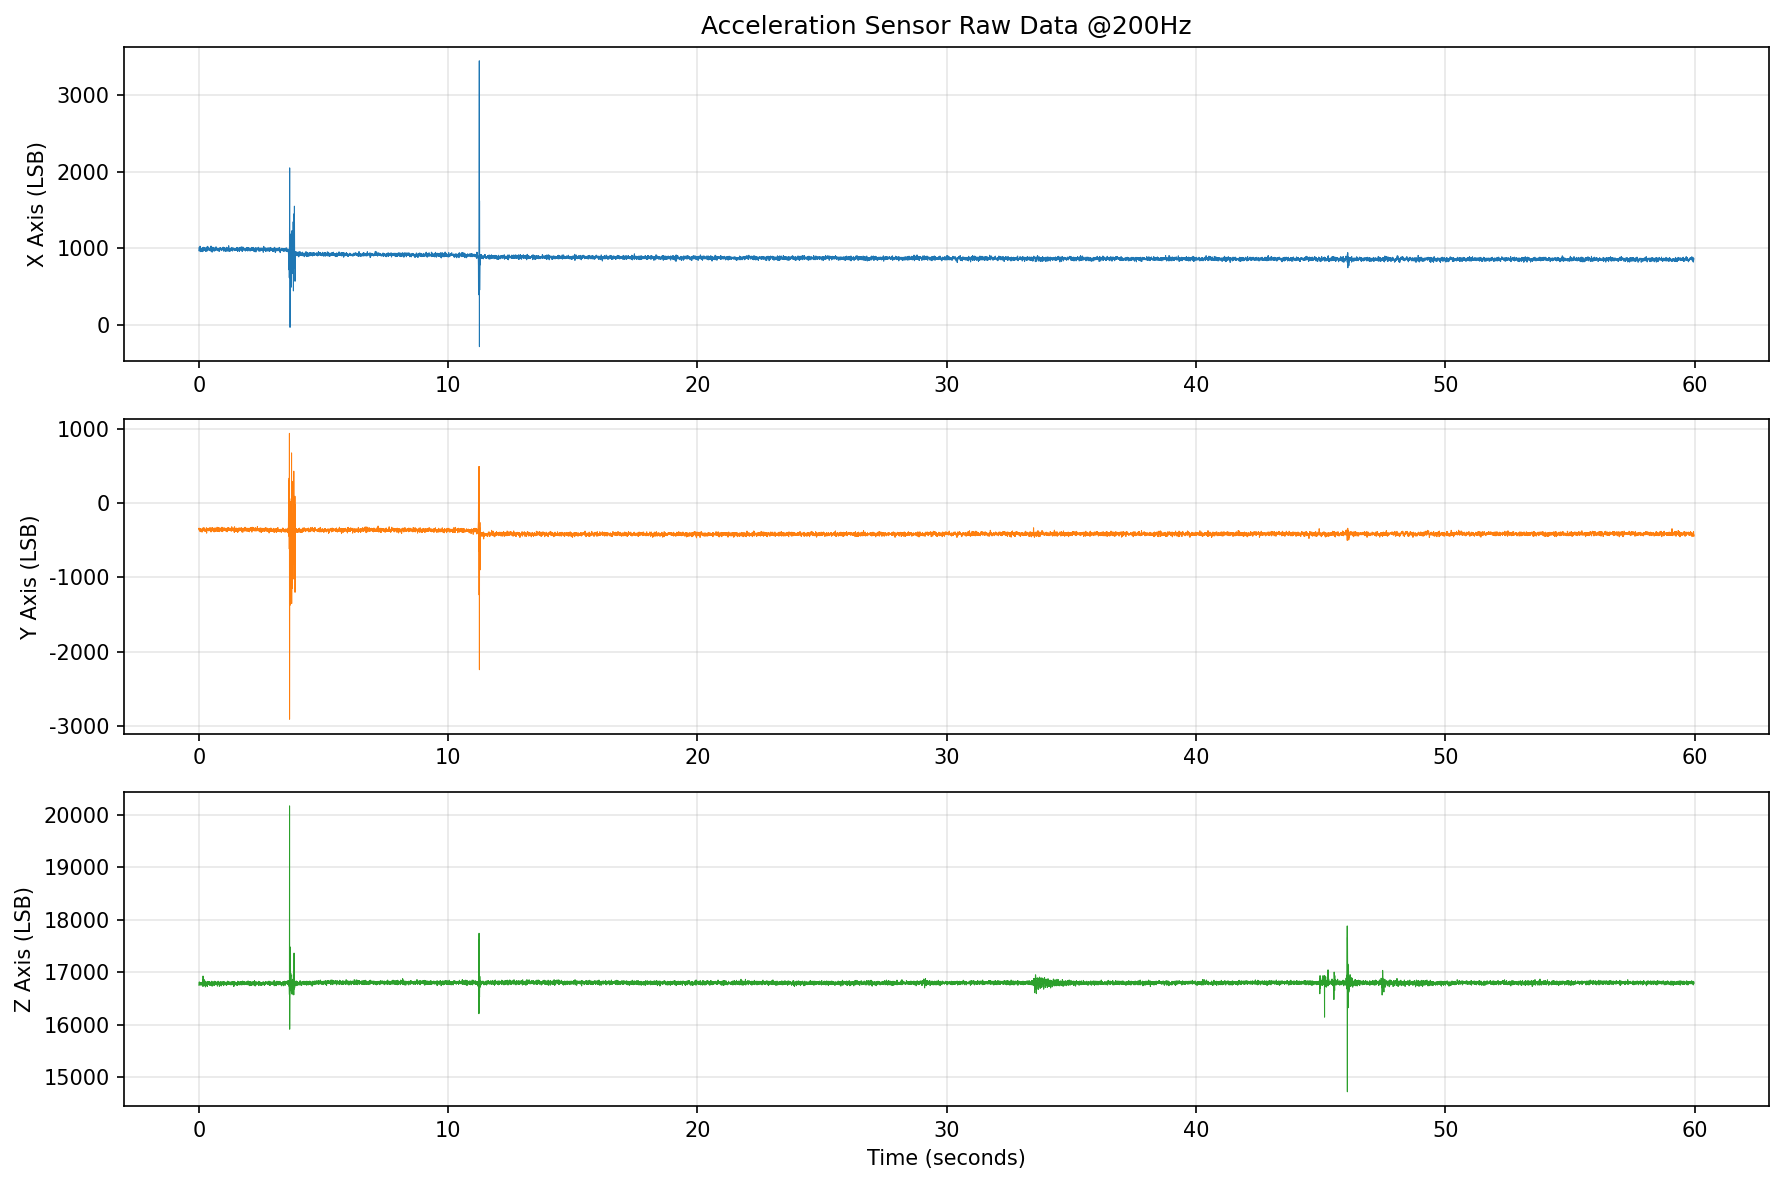 Acceleration Sensor Raw Data @200Hz
X Axis (LSB)
3000
2000
1000
0
0 10 20 30 40 50 60
Y Axis (LSB)
1000
0
-1000
-2000
-3000
0 10 20 30 40 50 60
Z Axis (LSB)
20000
19000
18000
17000
16000
15000
0 10 20 30 40 50 60
Time (seconds)